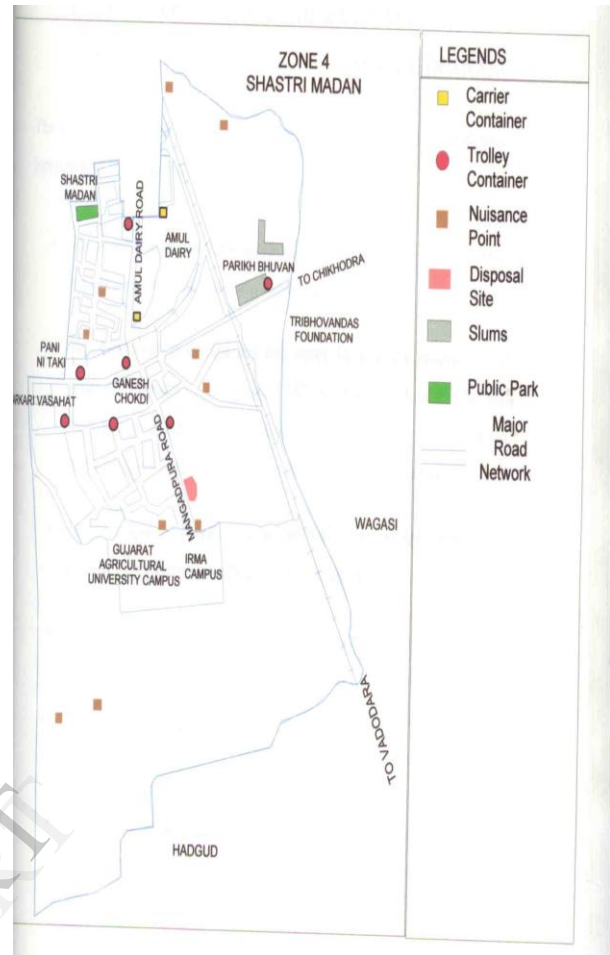 ZONE 4
SHASTRI MADAN
SHASTRI
MADAN
AMUL DAIRY ROAD
AMUL
DAIRY
PARIKH BHUVAN
TO CHIKHODRA
TRIBHOVANDAS
FOUNDATION
PANI
NI TAKI
GANESH
CHOKDI
RKARI VASAHAT
MANGADPURA ROAD
WAGASI
GUJARAT
AGRICULTURAL
UNIVERSITY CAMPUS
IRMA
CAMPUS
TO VADODARA
HADGUD
LEGENDS
Carrier
Container
Trolley
Container
Nuisance
Point
Disposal
Site
Slums
Public Park
Major
Road
Network
RT